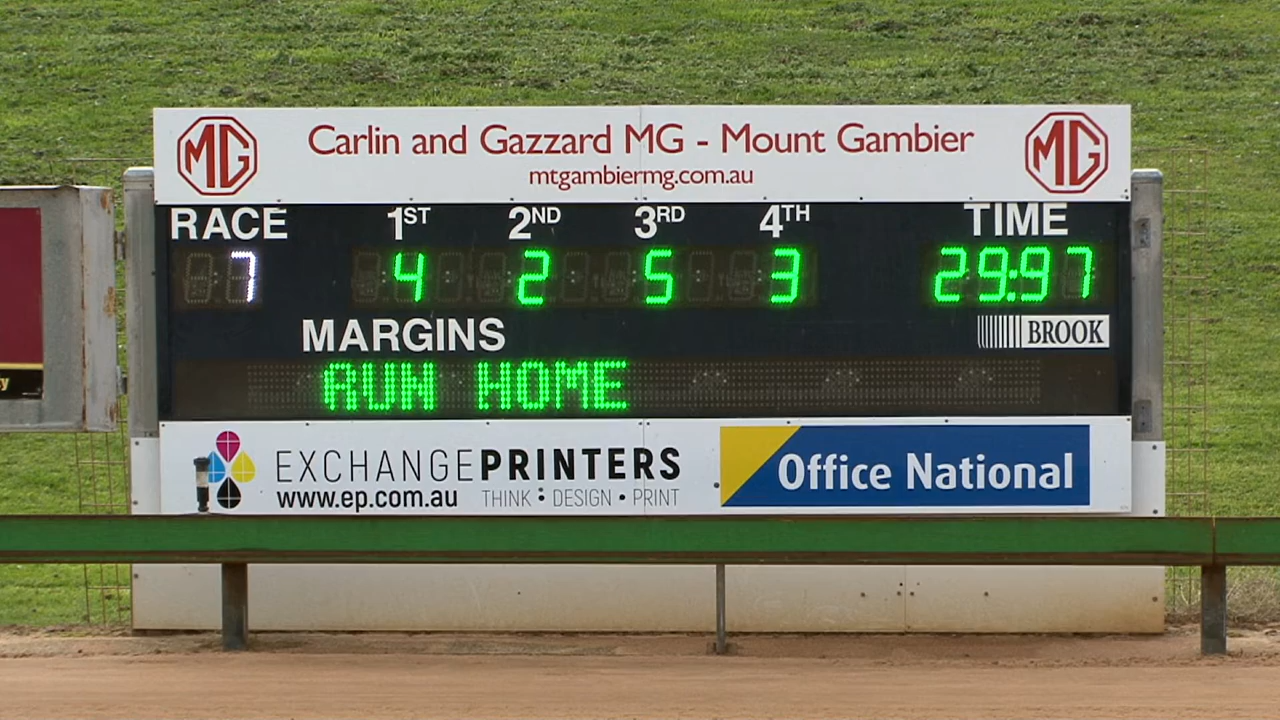 MG Carlin and Gazzard MG - Mount Gambier MG
mtgambiermg.com.au
RACE 1ST 2ND 3RD 4TH TIME
7 4 2 5 3 29:97
MARGINS BROOK
RUN HOME
EXCHANGEPRINTERS
www.ep.com.au THINK : DESIGN • PRINT
Office National